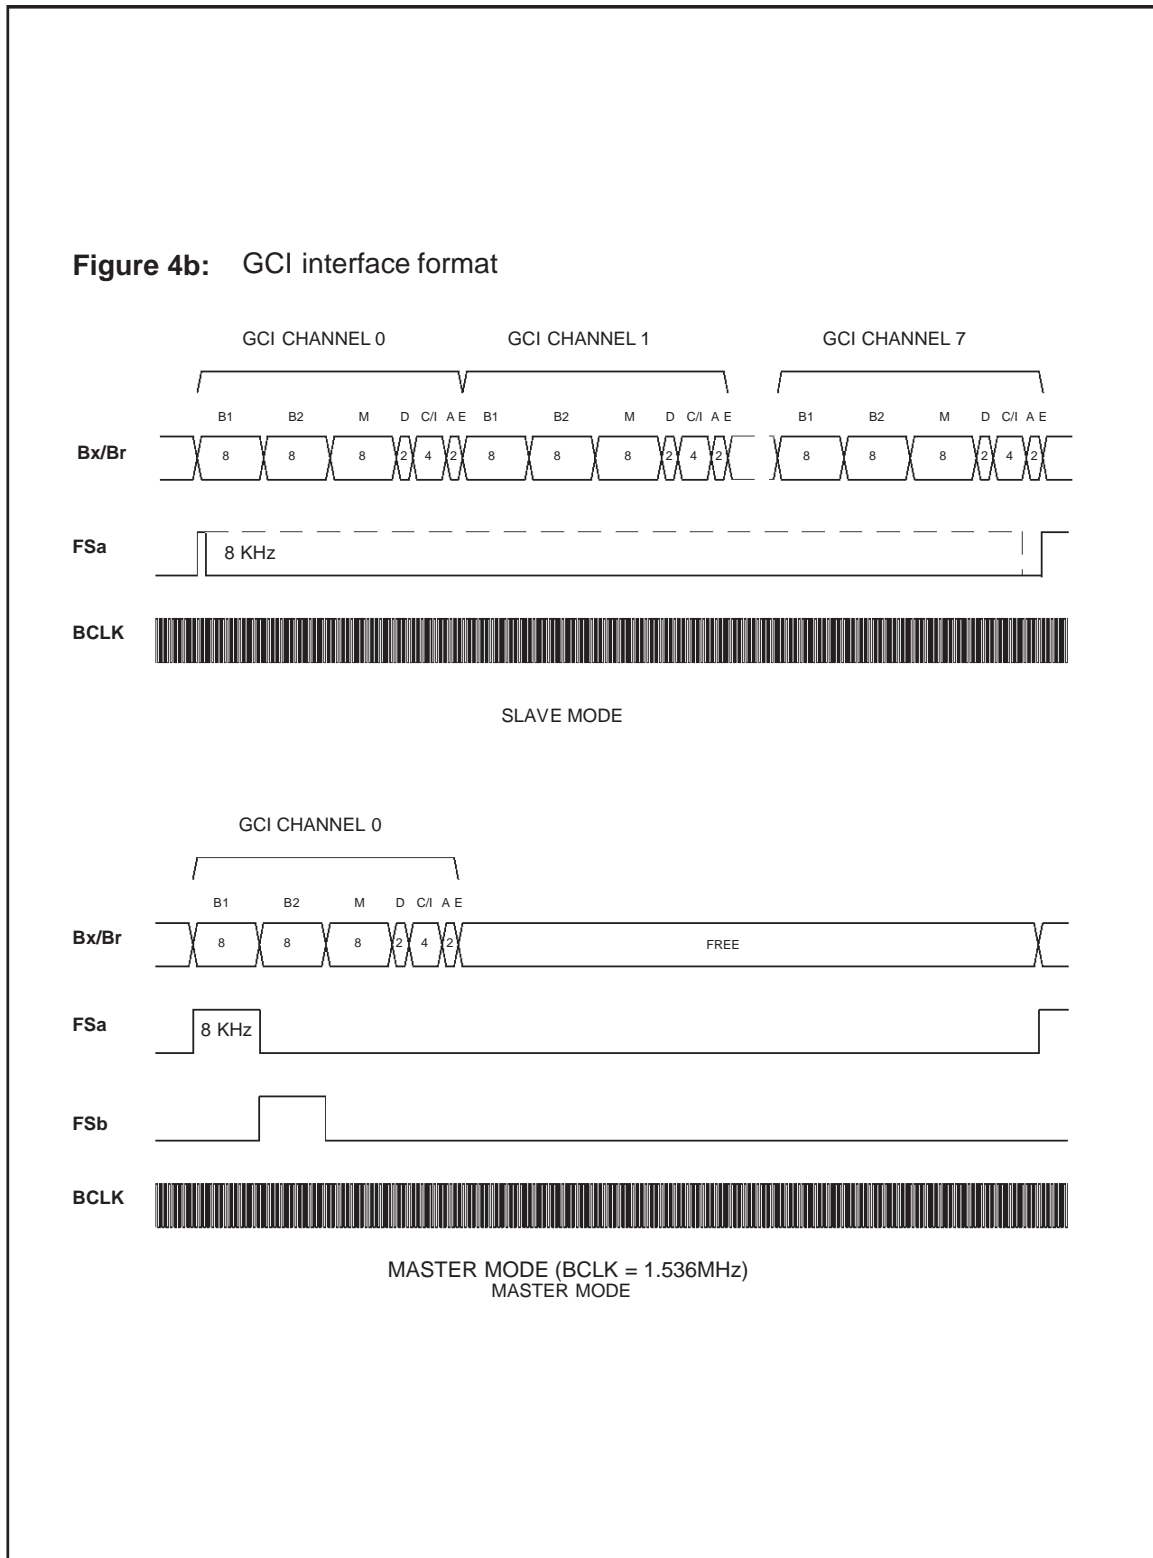 Figure 4b: GCI interface format
GCI CHANNEL 0 GCI CHANNEL 1 GCI CHANNEL 7
B1 B2 M D C/I A E B1 B2 M D C/I A E B1 B2 M D C/I A E
Bx/Br 8 8 8 2 4 2 8 8 8 2 4 2 8 8 8 2 4 2
FSa 8 KHz
BCLK
SLAVE MODE
GCI CHANNEL 0
B1 B2 M D C/I A E
Bx/Br 8 8 8 2 4 2 FREE
FSa 8 KHz
FSb
BCLK
MASTER MODE (BCLK = 1.536MHz)
MASTER MODE